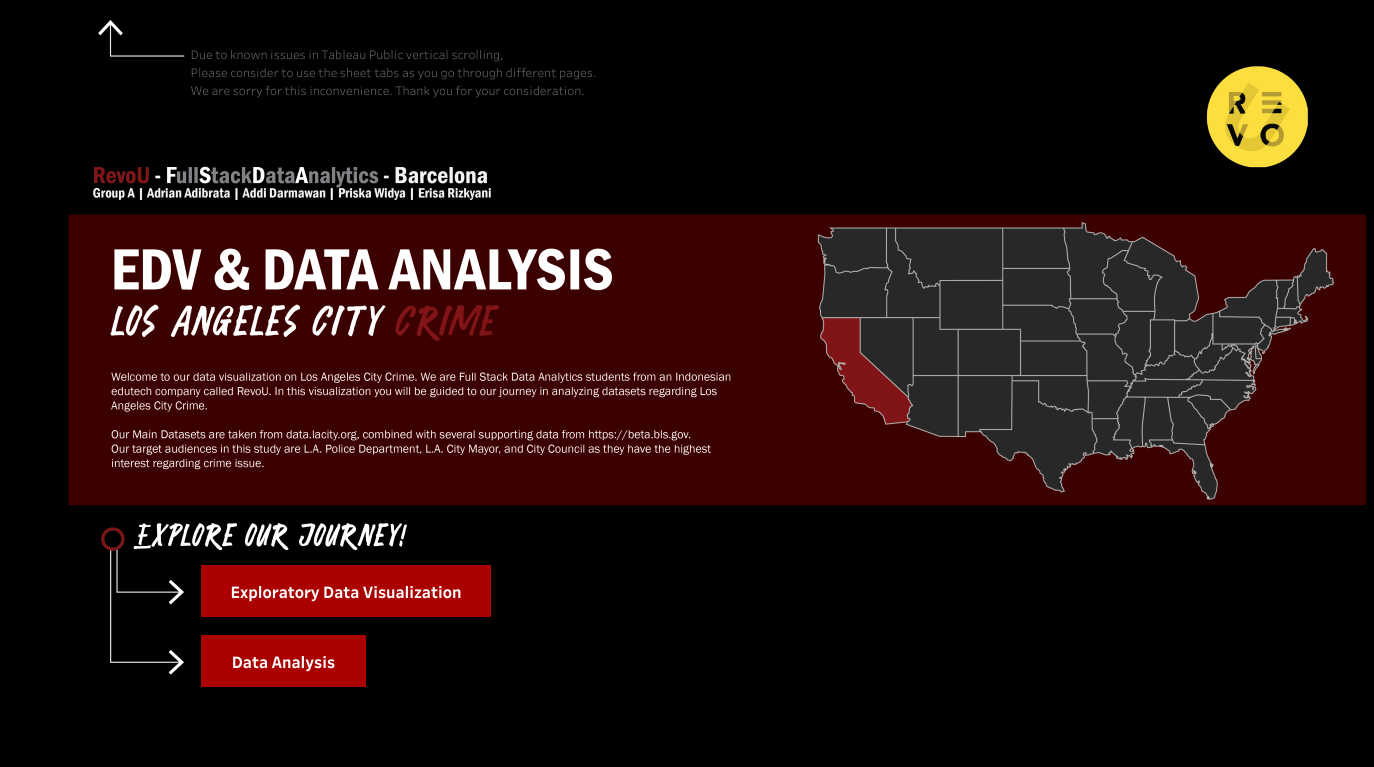 Due to known issues in Tableau Public vertical scrolling,
Please consider to use the sheet tabs as you go through different pages.
We are sorry for this inconvenience. Thank you for your consideration.
RE
VO
RevoU - FullStackDataAnalytics - Barcelona
Group A | Adrian Adibrata | Addi Darmawan | Priska Widya | Erisa Rizkyani
EDV & DATA ANALYSIS
LOS ANGELES CITY CRIME
Welcome to our data visualization on Los Angeles City Crime. We are Full Stack Data Analytics students from an Indonesian
edutech company called RevoU. In this visualization you will be guided to our journey in analyzing datasets regarding Los
Angeles City Crime.
Our Main Datasets are taken from data.lacity.org, combined with several supporting data from https://beta.bls.gov.
Our target audiences in this study are L.A. Police Department, L.A. City Mayor, and City Council as they have the highest
interest regarding crime issue.
EXPLORE OUR JOURNEY!
Exploratory Data Visualization
Data Analysis